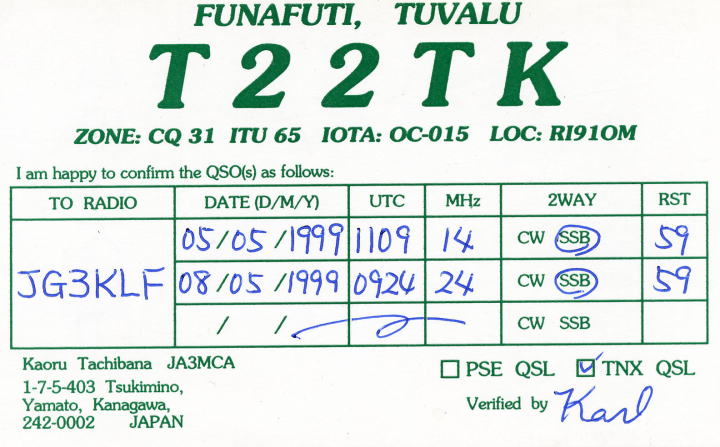 FUNAFUTI, TUVALU
T22TK
ZONE: CQ 31 ITU 65 IOTA: OC-015 LOC: RI91OM
I am happy to confirm the QSO(s) as follows:
TO RADIO DATE (D/M/Y) UTC MHz 2WAY RST
05/05/1999 1109 14 CW SSB 59
JG3KLF 08/05/1999 0924 24 CW SSB 59
/ / CW SSB
Kaoru Tachibana JA3MCA
PSE QSL TNX QSL
1-7-5-403 Tsukimino,
Yamato, Kanagawa,
Verified by Karl
242-0002 JAPAN